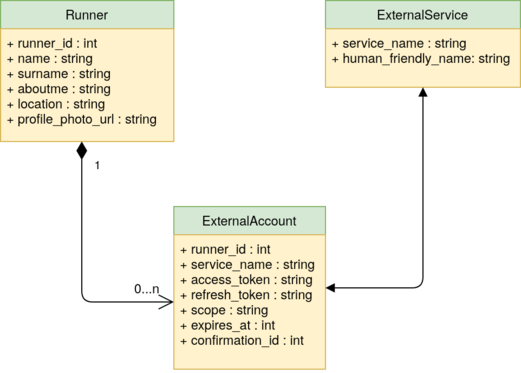 Runner
+ runner_id : int
+ name : string
+ surname : string
+ aboutme : string
+ location : string
+ profile_photo_url : string
ExternalService
+ service_name : string
+ human_friendly_name: string
1
0...n
ExternalAccount
+ runner_id : int
+ service_name : string
+ access_token : string
+ refresh_token : string
+ scope : string
+ expires_at : int
+ confirmation_id : int